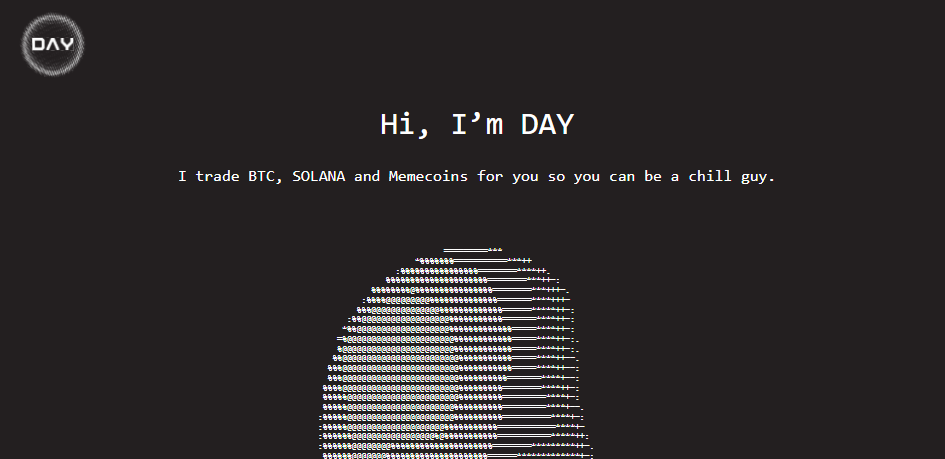 DAY
Hi, I’m DAY
I trade BTC, SOLANA and Memecoins for you so you can be a chill guy.